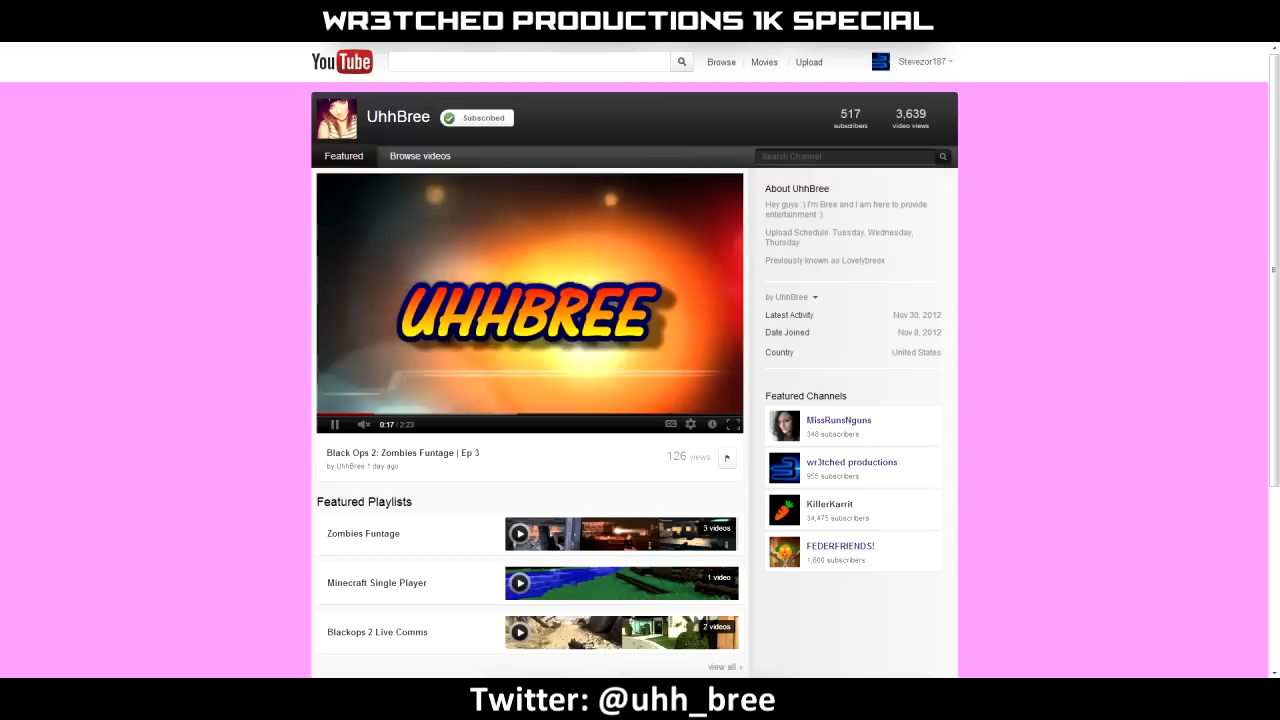 WR3TCHED PRODUCTIONS 1K SPECIAL
YouTube
Browse
Movies
Upload
Stevezor187
UhhBree
Subscribed
517
subscribers
3,639
video views
Featured
Browse videos
Search Channel
UHHBREE
0:17 / 2:23
Black Ops 2: Zombies Funtage | Ep 3
by UhhBree 1 day ago
126 views
Featured Playlists
Zombies Funtage
3 videos
Minecraft Single Player
1 video
Blackops 2 Live Comms
2 videos
view all ›
About UhhBree
Hey guys :) I'm Bree and I am here to provide
entertainment :).
Upload Schedule. Tuesday, Wednesday,
Thursday
Previously known as Lovelybreex
by UhhBree
Latest Activity Nov 30, 2012
Date Joined Nov 8, 2012
Country United States
Featured Channels
MissRunsNguns
348 subscribers
wr3tched productions
955 subscribers
KillerKarrit
34,475 subscribers
FEDERFRIENDS!
1,600 subscribers
Twitter: @uhh_bree